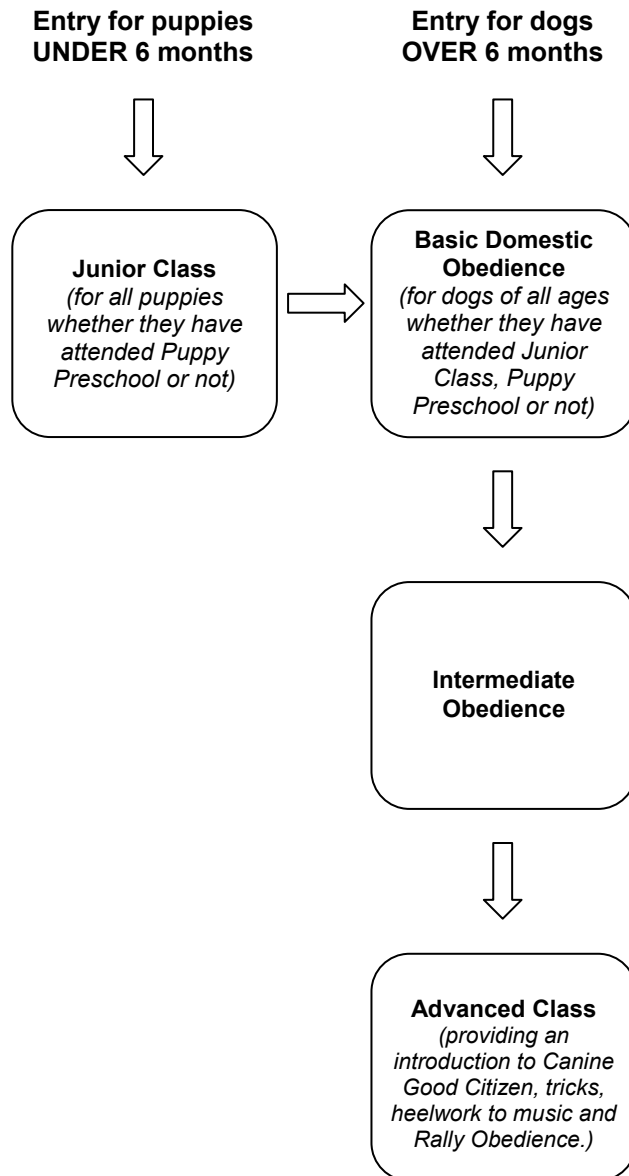 Entry for puppies
UNDER 6 months
Entry for dogs
OVER 6 months
Junior Class
(for all puppies
whether they have
attended Puppy
Preschool or not)
Basic Domestic
Obedience
(for dogs of all ages
whether they have
attended Junior
Class, Puppy
Preschool or not)
Intermediate
Obedience
Advanced Class
(providing an
introduction to Canine
Good Citizen, tricks,
heelwork to music and
Rally Obedience.)